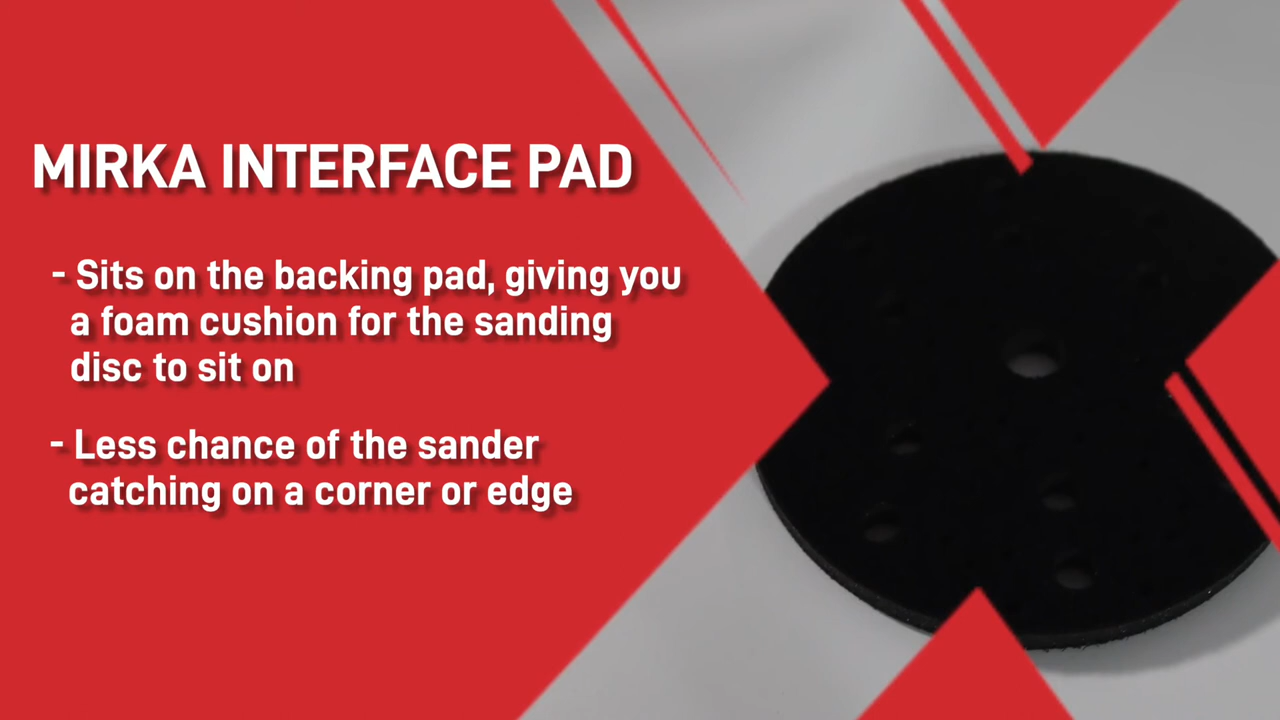 MIRKA INTERFACE PAD
- Sits on the backing pad, giving you
a foam cushion for the sanding
disc to sit on
- Less chance of the sander
catching on a corner or edge